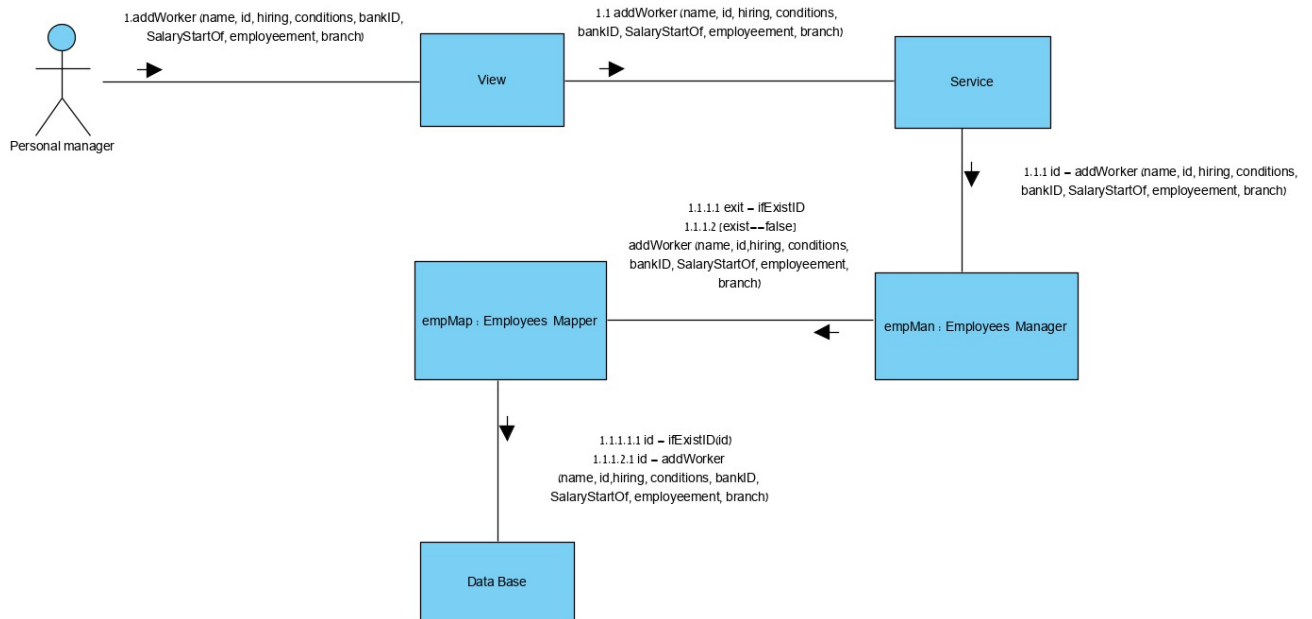 1.addWorker (name, id, hiring, conditions, bankID,
SalaryStartOf, employeement, branch)
1.1 addWorker (name, id, hiring, conditions,
bankID, SalaryStartOf, employeement, branch)
View
Service
Personal manager
1.1.1 id = addWorker (name, id, hiring, conditions,
bankID, SalaryStartOf, employeement, branch)
1.1.1.1 exit = ifExistID
1.1.1.2 [exist==false]
addWorker (name, id,hiring, conditions,
bankID, SalaryStartOf, employeement,
branch)
empMap : Employees Mapper
empMan : Employees Manager
1.1.1.1.1 id = ifExistID(id)
1.1.1.2.1 id = addWorker
(name, id,hiring, conditions, bankID,
SalaryStartOf, employeement, branch)
Data Base